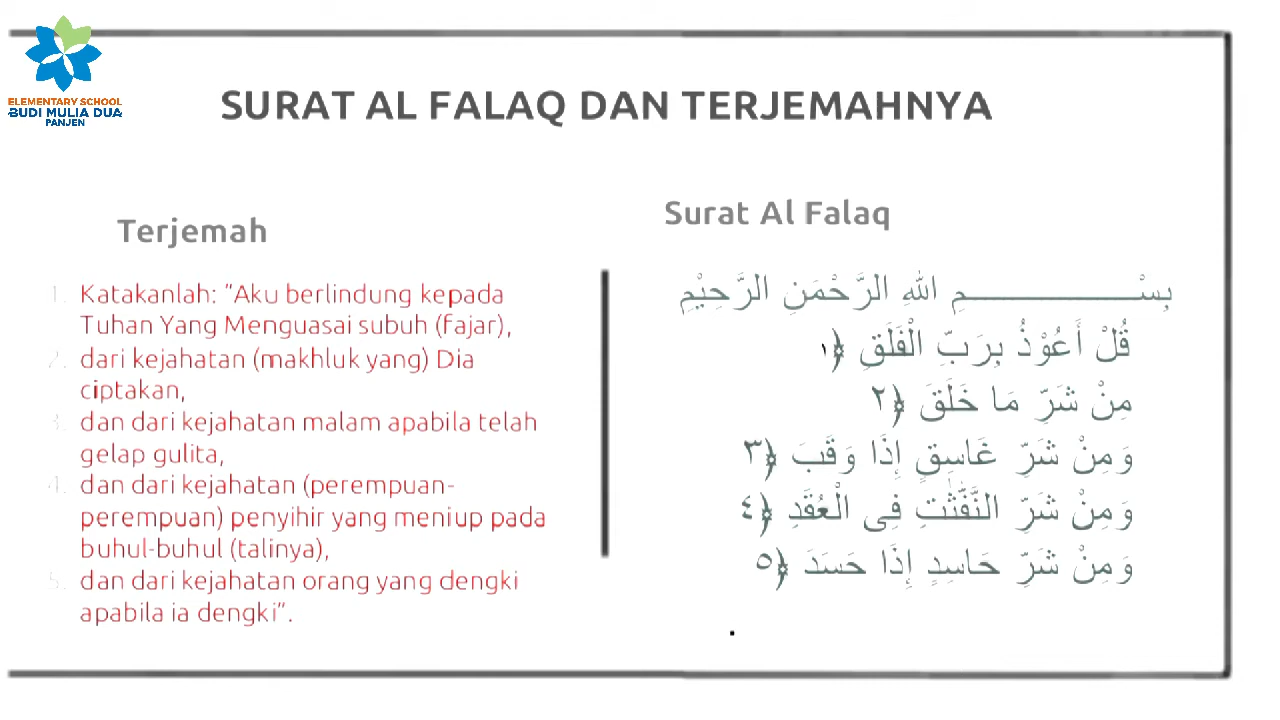 ELEMENTARY SCHOOL
BUDI MULIA DUA
PANJEN
SURAT AL FALAQ DAN TERJEMAHNYA
Terjemah
1. Katakanlah: "Aku berlindung kepada
Tuhan Yang Menguasai subuh (fajar),
2. dari kejahatan (makhluk yang) Dia
ciptakan,
3. dan dari kejahatan malam apabila telah
gelap gulita,
4. dan dari kejahatan (perempuan-
perempuan) penyihir yang meniup pada
buhul-buhul (talinya),
5. dan dari kejahatan orang yang dengki
apabila ia dengki".
Surat Al Falaq
بِسْـــــــــــمِ اللهِ الرَّحْمَنِ الرَّحِيْمِ
قُلْ أَعُوْذُ بِرَبِّ الْفَلَقِ ﴿١
مِنْ شَرِّ مَا خَلَقَ ﴿٢
وَمِنْ شَرِّ غَاسِقٍ إِذَا وَقَبَ ﴿٣
وَمِنْ شَرِّ النَّفّٰثٰتِ فِى الْعُقَدِ ﴿٤
وَمِنْ شَرِّ حَاسِدٍ إِذَا حَسَدَ ﴿٥